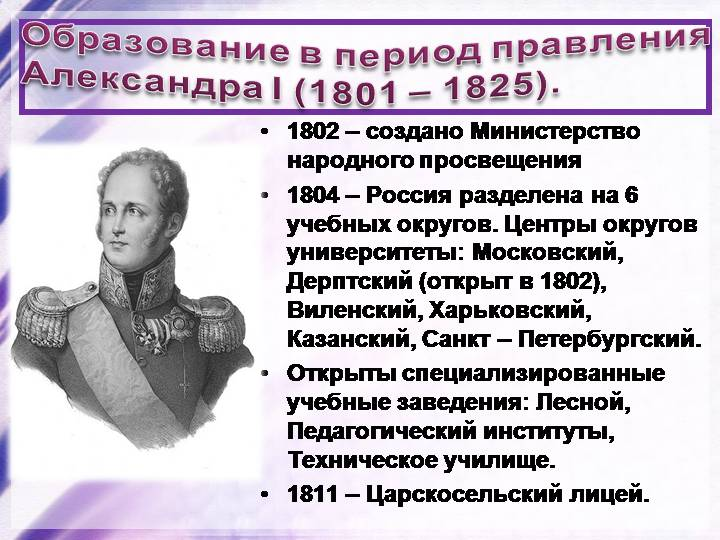 Образование в период правления
Александра I (1801 – 1825).
• 1802 – создано Министерство
народного просвещения
• 1804 – Россия разделена на 6
учебных округов. Центры округов
университеты: Московский,
Дерптский (открыт в 1802),
Виленский, Харьковский,
Казанский, Санкт – Петербургский.
• Открыты специализированные
учебные заведения: Лесной,
Педагогический институты,
Техническое училище.
• 1811 – Царскосельский лицей.